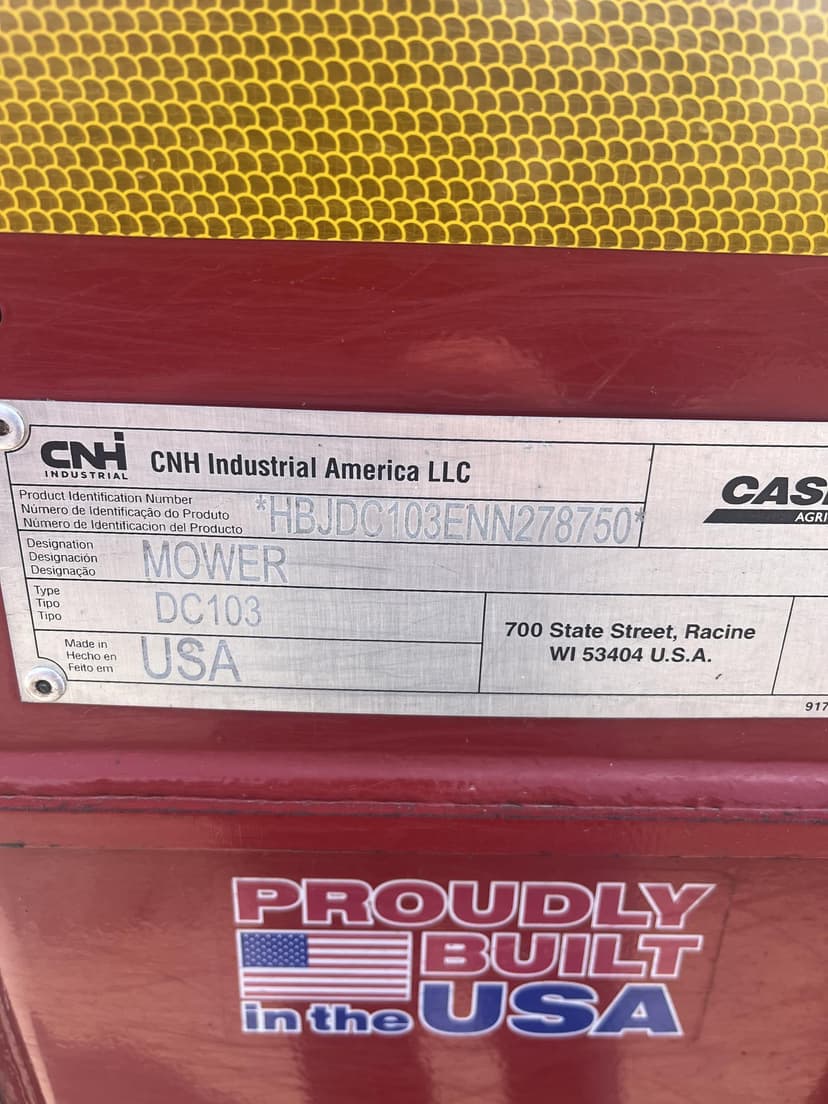 CNH
INDUSTRIAL
CNH Industrial America LLC
Product Identification Number
Número de Identificação do Produto
Número de Identificacion del Producto
*HBJDC103ENN278750*
CAS
AGRI
Designation
Designación
Designação
MOWER
Type
Tipo
Tipo
DC103
700 State Street, Racine
WI 53404 U.S.A.
Made in
Hecho en
Feito em
USA
917
PROUDLY
BUILT
in the USA